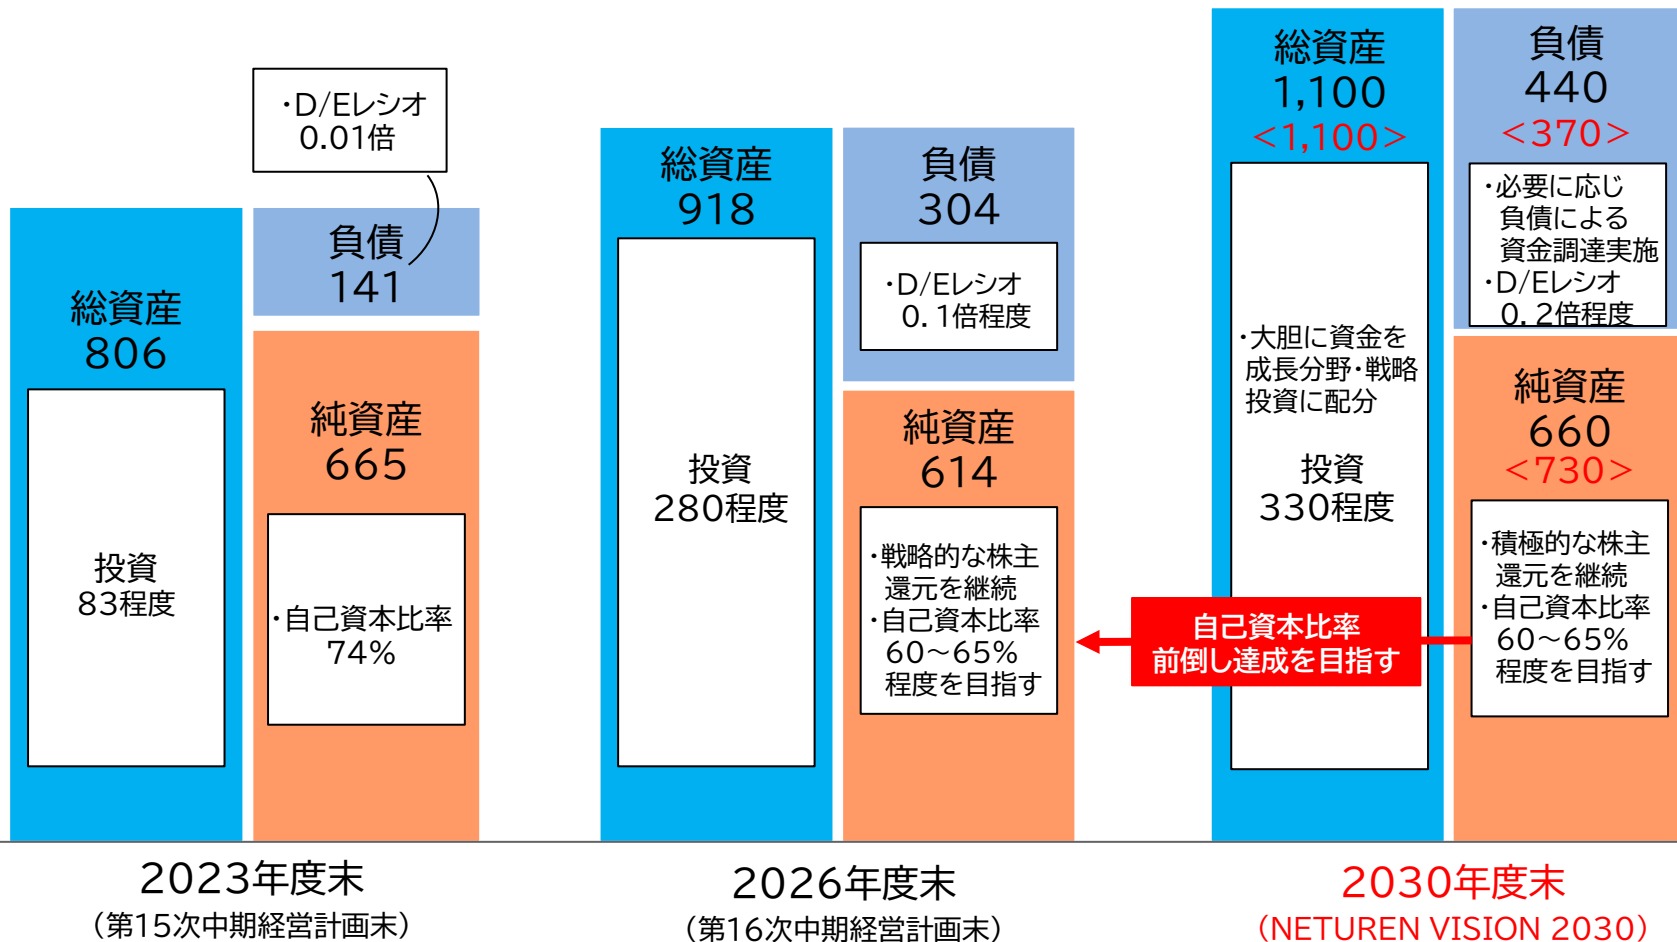 ・D/Eレシオ
0.01倍
総資産
806
投資
83程度
負債
141
純資産
665
・自己資本比率
74%
2023年度末
（第15次中期経営計画末）
総資産
918
投資
280程度
負債
304
・D/Eレシオ
0.1倍程度
純資産
614
・戦略的な株主
還元を継続
・自己資本比率
60～65%
程度を目指す
2026年度末
（第16次中期経営計画末）
総資産
1,100
＜1,100＞
・大胆に資金を
成長分野・戦略
投資に配分
投資
330程度
自己資本比率
前倒し達成を目指す
負債
440
＜370＞
・必要に応じ
負債による
資金調達実施
・D/Eレシオ
0.2倍程度
純資産
660
＜730＞
・積極的な株主
還元を継続
・自己資本比率
60～65%
程度を目指す
2030年度末
（NETUREN VISION 2030）